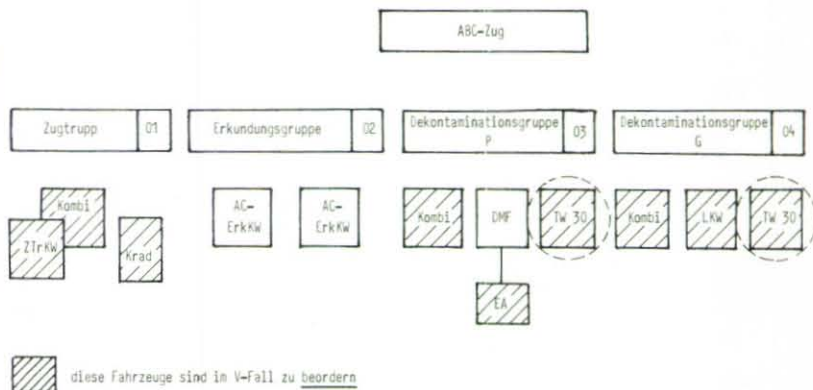 ABC-Zug
Zugtrupp 01
Erkundungsgruppe 02
Dekontaminationsgruppe P 03
Dekontaminationsgruppe G 04
Kombi
ZTrKW
Krad
AC-
ErkKW
AC-
ErkKW
Kombi
DMF
TW 30
EA
Kombi
LKW
TW 30
diese Fahrzeuge sind im V-Fall zu beordern